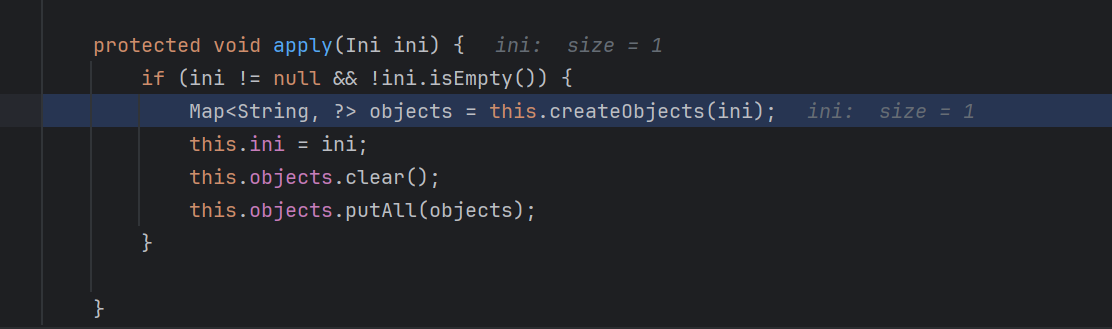 protected void apply(Ini ini) {   ini:  size = 1
    if (ini != null && !ini.isEmpty()) {
        Map<String, ?> objects = this.createObjects(ini);   ini:  size = 1
        this.ini = ini;
        this.objects.clear();
        this.objects.putAll(objects);
    }
}